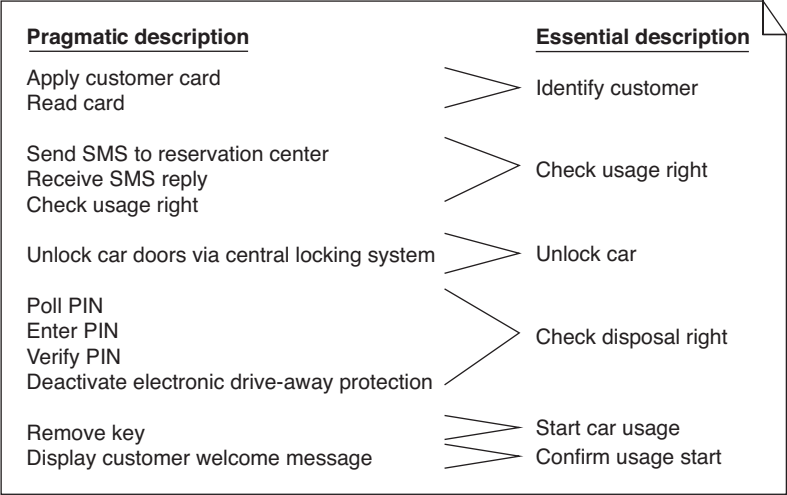 Pragmatic description
Essential description
Apply customer card
Read card
Identify customer
Send SMS to reservation center
Receive SMS reply
Check usage right
Check usage right
Unlock car doors via central locking system
Unlock car
Poll PIN
Enter PIN
Verify PIN
Deactivate electronic drive-away protection
Check disposal right
Remove key
Start car usage
Display customer welcome message
Confirm usage start